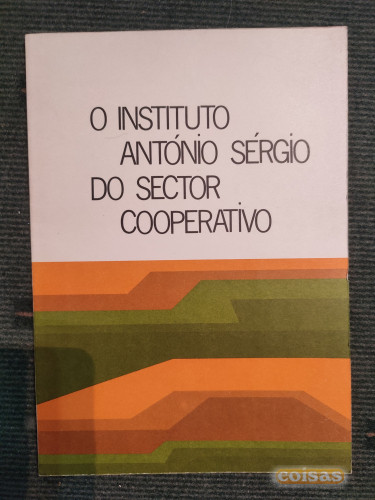 O INSTITUTO
ANTÓNIO SÉRGIO
DO SECTOR
COOPERATIVO
coisas